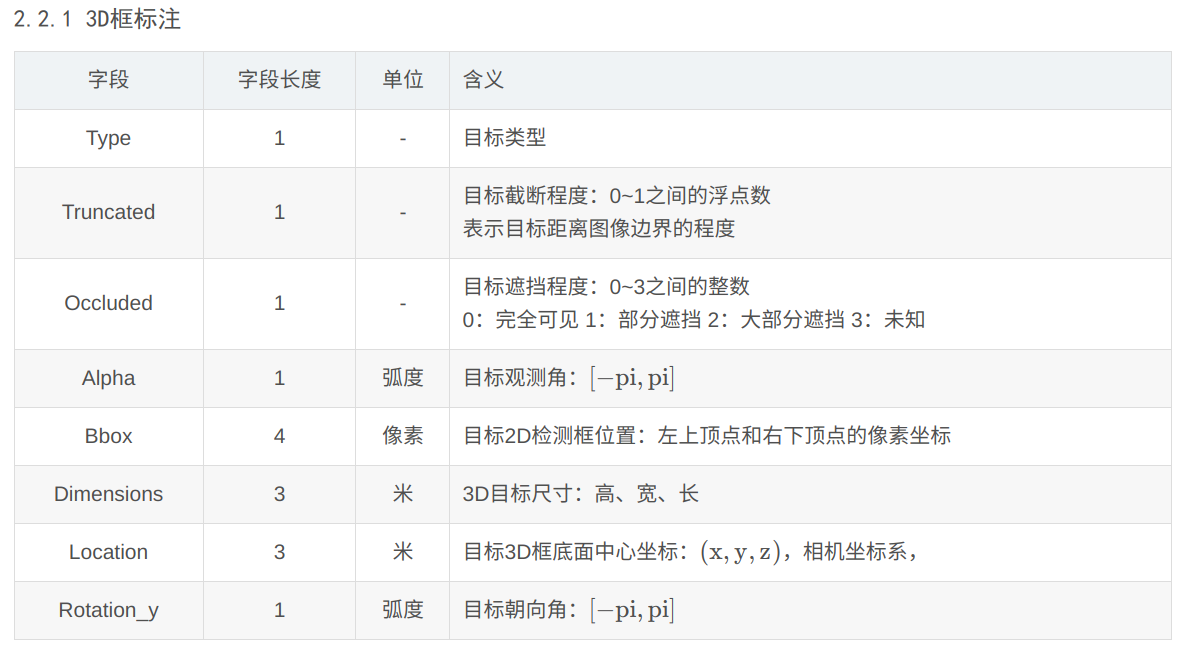 2.2.1 3D框标注
字段 字段长度 单位 含义
Type 1 - 目标类型
Truncated 1 - 目标截断程度：0~1之间的浮点数
表示目标距离图像边界的程度
Occluded 1 - 目标遮挡程度：0~3之间的整数
0：完全可见 1：部分遮挡 2：大部分遮挡 3：未知
Alpha 1 弧度 目标观测角：[−pi, pi]
Bbox 4 像素 目标2D检测框位置：左上顶点和右下顶点的像素坐标
Dimensions 3 米 3D目标尺寸：高、宽、长
Location 3 米 目标3D框底面中心坐标：(x, y, z)，相机坐标系，
Rotation_y 1 弧度 目标朝向角：[−pi, pi]